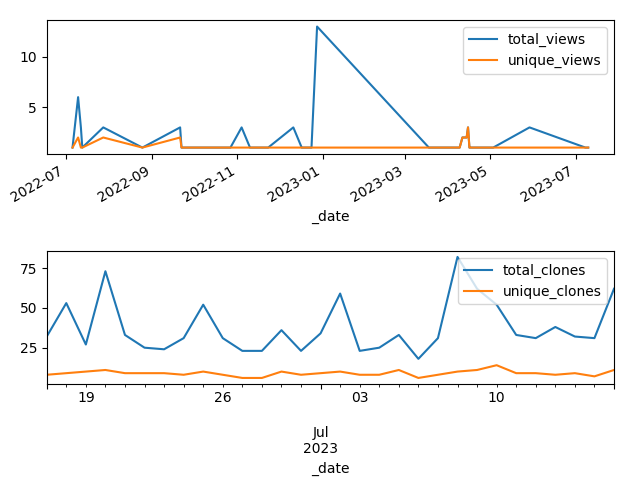 total_views
unique_views
10
5
2022-07
2022-09
2022-11
2023-01
2023-03
2023-05
2023-07
_date
total_clones
unique_clones
75
50
25
19
26
03
10
Jul
2023
_date